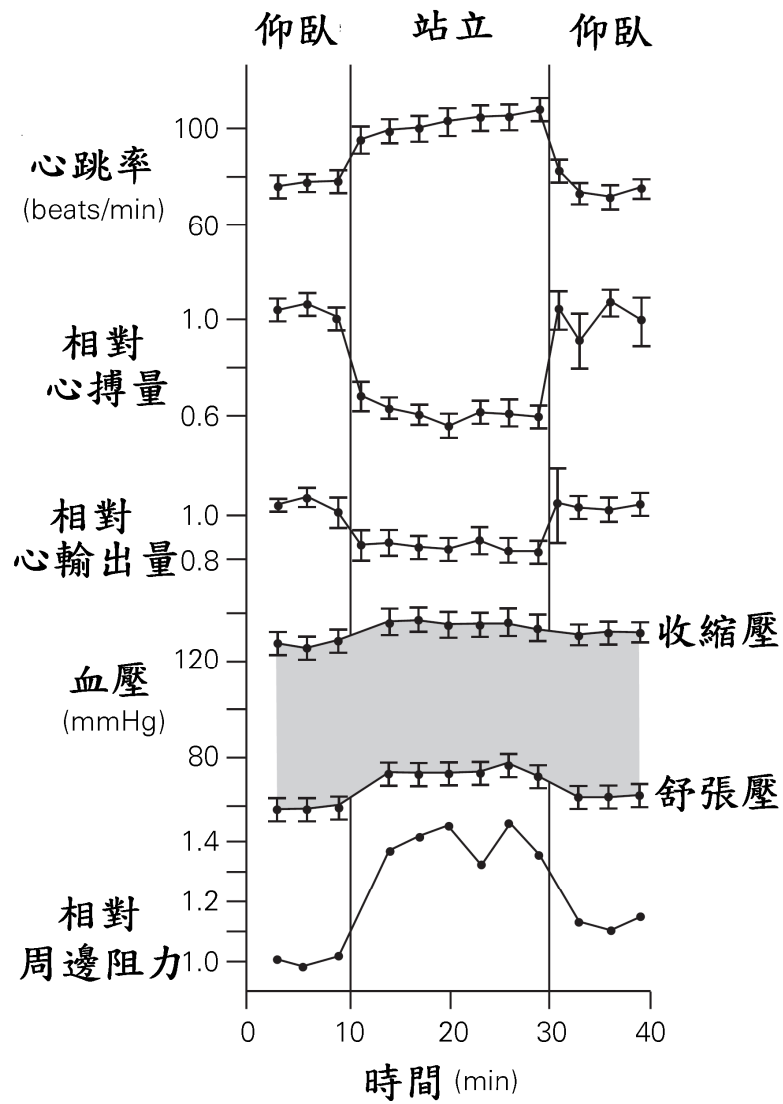 仰臥 站立 仰臥
100
心跳率
(beats/min)
60
1.0
相對
心搏量
0.6
1.0
相對
心輸出量 0.8
收縮壓
120
血壓
(mmHg)
80
舒張壓
1.4
1.2
相對
周邊阻力 1.0
0 10 20 30 40
時間 (min)